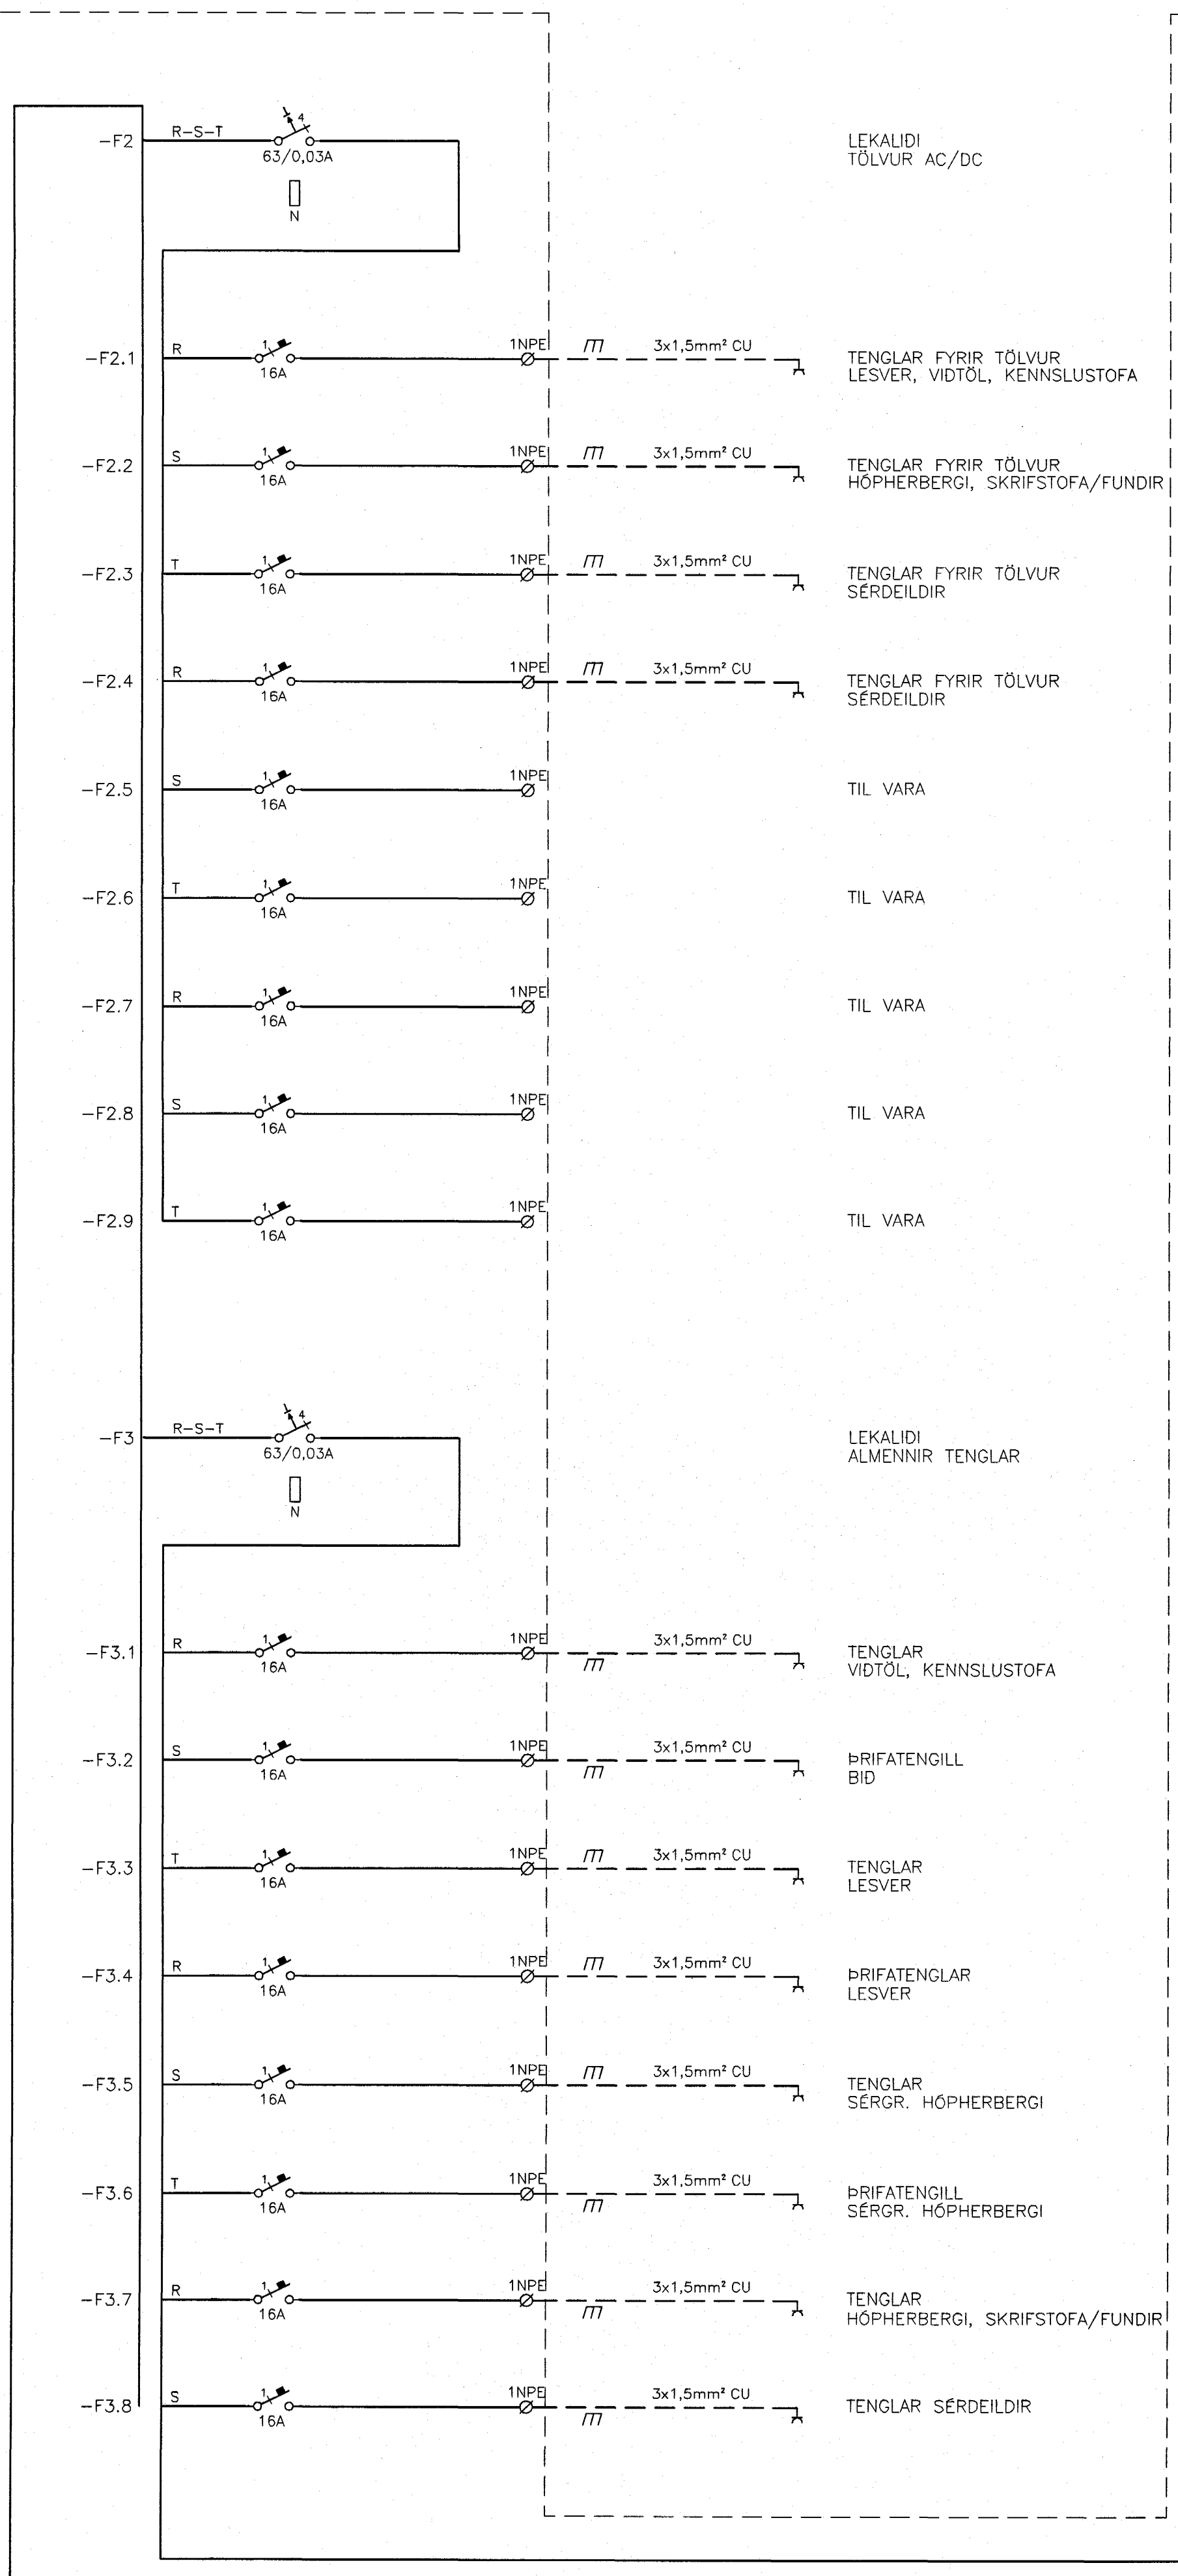 -F2
R-S-T
4
63/0,03A
N
LEKALIÐI
TÖLVUR AC/DC
-F2.1
R
1
16A
1NPE
3x1,5mm² CU
TENGLAR FYRIR TÖLVUR
LESVER, VIÐTÖL, KENNSLUSTOFA
-F2.2
S
1
16A
1NPE
3x1,5mm² CU
TENGLAR FYRIR TÖLVUR
HÓPHERBERGI, SKRIFSTOFA/FUNDIR
-F2.3
T
1
16A
1NPE
3x1,5mm² CU
TENGLAR FYRIR TÖLVUR
SÉRDEILDIR
-F2.4
R
1
16A
1NPE
3x1,5mm² CU
TENGLAR FYRIR TÖLVUR
SÉRDEILDIR
-F2.5
S
1
16A
1NPE
TIL VARA
-F2.6
T
1
16A
1NPE
TIL VARA
-F2.7
R
1
16A
1NPE
TIL VARA
-F2.8
S
1
16A
1NPE
TIL VARA
-F2.9
T
1
16A
1NPE
TIL VARA
-F3
R-S-T
4
63/0,03A
N
LEKALIÐI
ALMENNIR TENGLAR
-F3.1
R
1
16A
1NPE
3x1,5mm² CU
TENGLAR
VIÐTÖL, KENNSLUSTOFA
-F3.2
S
1
16A
1NPE
3x1,5mm² CU
ÞRIFATENGILL
BIÐ
-F3.3
T
1
16A
1NPE
3x1,5mm² CU
TENGLAR
LESVER
-F3.4
R
1
16A
1NPE
3x1,5mm² CU
ÞRIFATENGLAR
LESVER
-F3.5
S
1
16A
1NPE
3x1,5mm² CU
TENGLAR
SÉRGR. HÓPHERBERGI
-F3.6
T
1
16A
1NPE
3x1,5mm² CU
ÞRIFATENGILL
SÉRGR. HÓPHERBERGI
-F3.7
R
1
16A
1NPE
3x1,5mm² CU
TENGLAR
HÓPHERBERGI, SKRIFSTOFA/FUNDIR
-F3.8
S
1
16A
1NPE
3x1,5mm² CU
TENGLAR SÉRDEILDIR